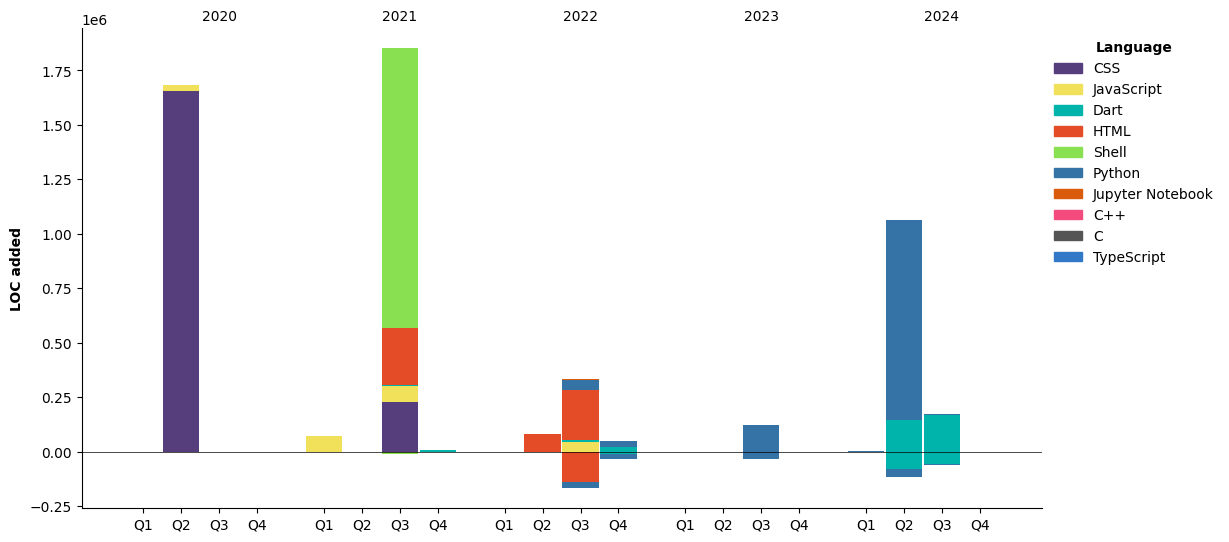 1e6
2020 2021 2022 2023 2024
LOC added
1.75
1.50
1.25
1.00
0.75
0.50
0.25
0.00
−0.25
Q1 Q2 Q3 Q4 Q1 Q2 Q3 Q4 Q1 Q2 Q3 Q4 Q1 Q2 Q3 Q4 Q1 Q2 Q3 Q4
Language
CSS
JavaScript
Dart
HTML
Shell
Python
Jupyter Notebook
C++
C
TypeScript